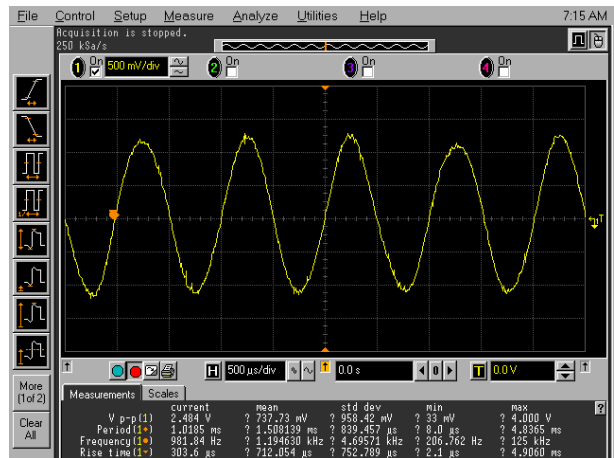 File Control Setup Measure Analyze Utilities Help 7:15 AM
Acquisition is stopped.
250 kSa/s
1 On 500 mV/div 2 On 3 On 4 On
T
H 500 µs/div T 0.0 s 0 T 0.0 V
More
(1 of 2)
Clear
All
Measurements Scales ?
current mean std dev min max
V p-p(1) 2.484 V ? 737.73 mV ? 958.42 mV ? 33 mV ? 4.000 V
Period(1) 1.0185 ms ? 1.508139 ms ? 839.457 µs ? 8.0 µs ? 4.8365 ms
Frequency(1) 981.84 Hz ? 1.194630 kHz ? 4.69571 kHz ? 206.762 Hz ? 125 kHz
Rise time(1) 303.6 µs ? 712.054 µs ? 752.789 µs ? 2.1 µs ? 4.9060 ms